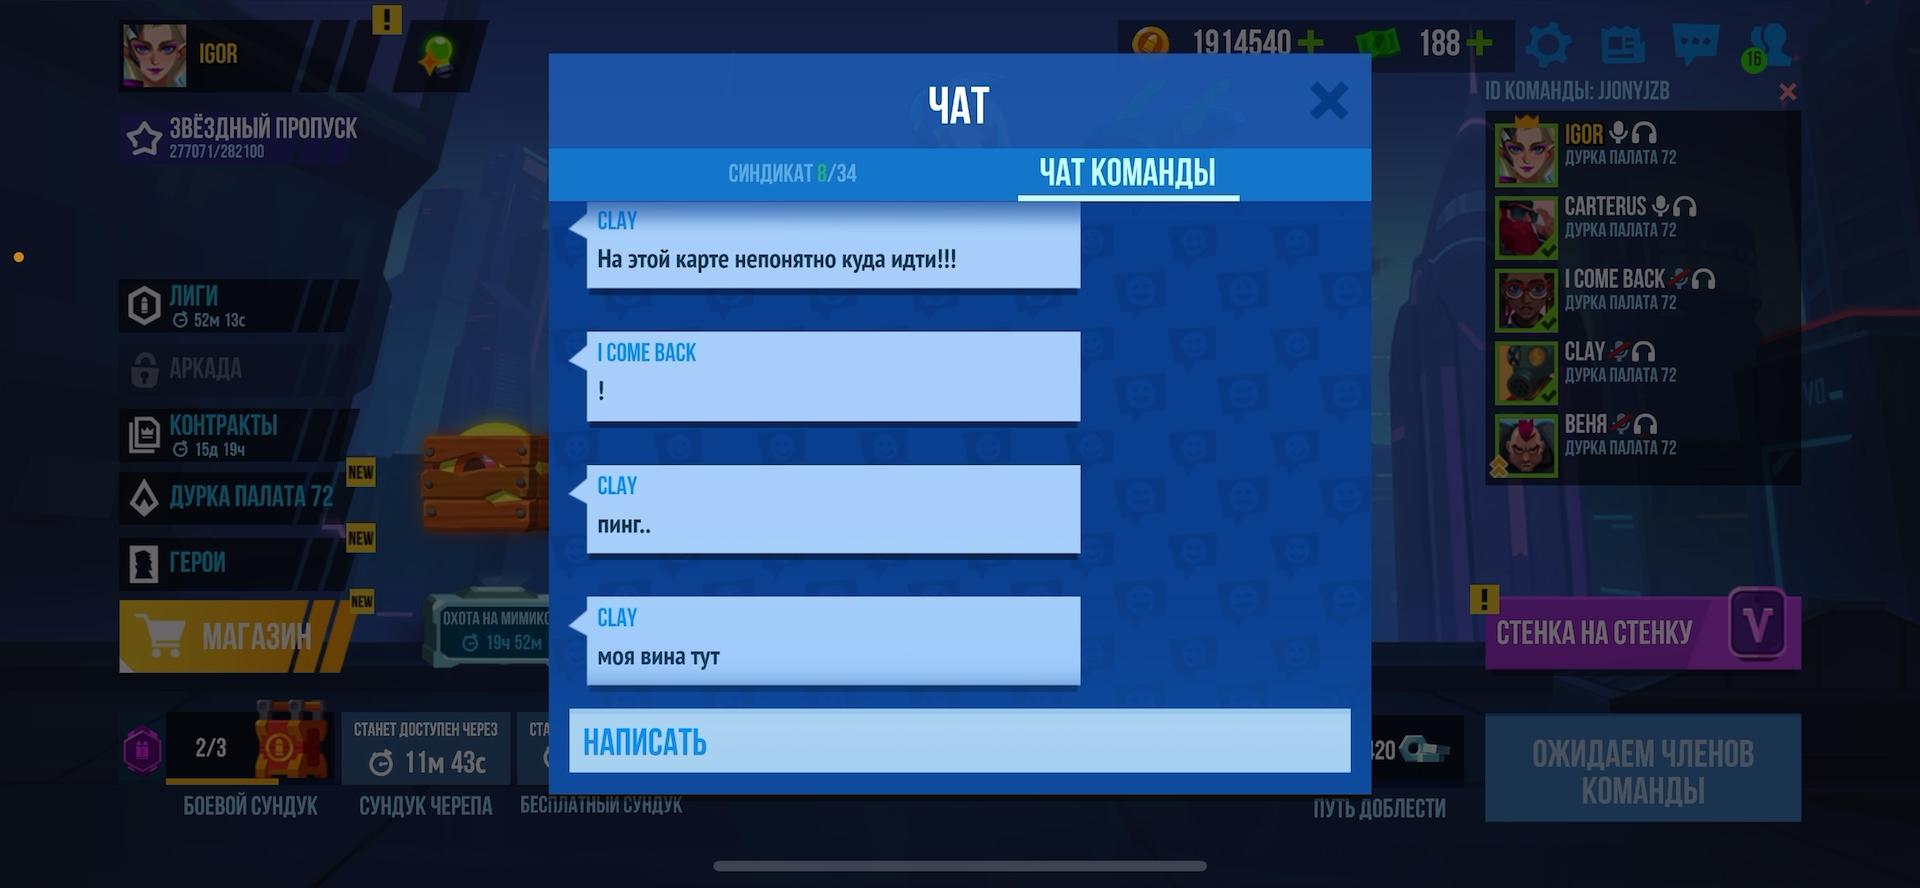 !
IGOR
1914540
188
16
ЗВЁЗДНЫЙ ПРОПУСК
277071/282100
ID КОМАНДЫ: JJONYJZB
ЧАТ
СИНДИКАТ 8/34
ЧАТ КОМАНДЫ
CLAY
На этой карте непонятно куда идти!!!
I COME BACK
!
CLAY
пинг..
CLAY
моя вина тут
НАПИСАТЬ
IGOR
ДУРКА ПАЛАТА 72
CARTERUS
ДУРКА ПАЛАТА 72
I COME BACK
ДУРКА ПАЛАТА 72
CLAY
ДУРКА ПАЛАТА 72
ВЕНЯ
ДУРКА ПАЛАТА 72
ЛИГИ
52м 13с
АРКАДА
КОНТРАКТЫ
15д 19ч
NEW
ДУРКА ПАЛАТА 72
NEW
ГЕРОИ
NEW
МАГАЗИН
ОХОТА НА МИМИКО
19ч 52м
!
СТЕНКА НА СТЕНКУ
V
2/3
БОЕВОЙ СУНДУК
СТАНЕТ ДОСТУПЕН ЧЕРЕЗ
11м 43с
СУНДУК ЧЕРЕПА
СТА
БЕСПЛАТНЫЙ СУНДУК
420
ПУТЬ ДОБЛЕСТИ
ОЖИДАЕМ ЧЛЕНОВ
КОМАНДЫ